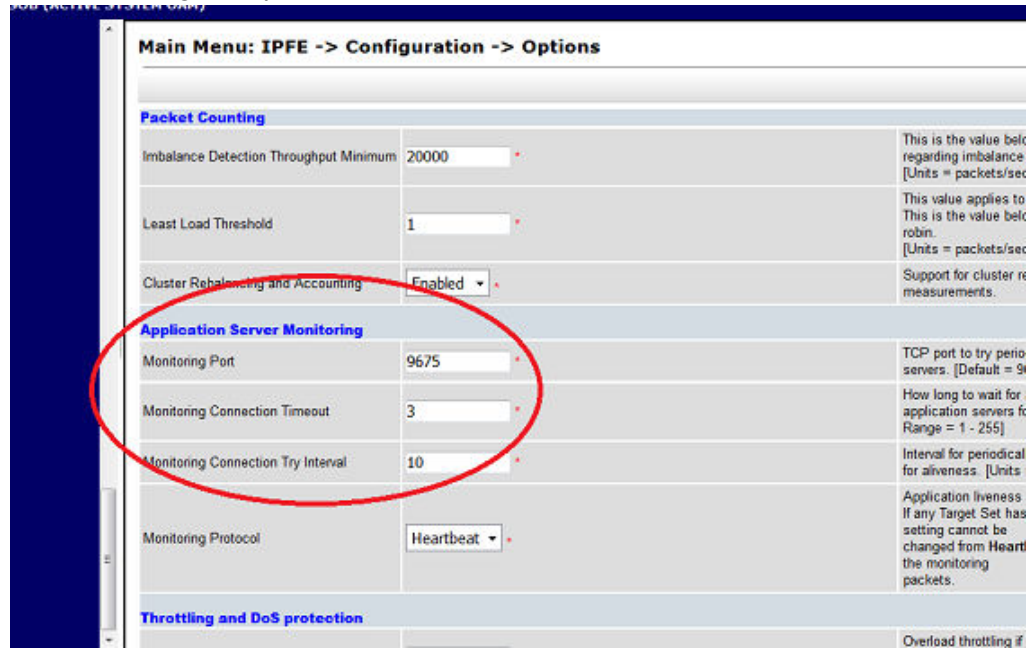 (ACTIVE SYSTEM OAM)
Main Menu: IPFE -> Configuration -> Options
Packet Counting
Imbalance Detection Throughput Minimum 20000 *
This is the value belo
regarding imbalance
[Units = packets/sec
Least Load Threshold 1 *
This value applies to
This is the value belo
robin.
[Units = packets/sec
Cluster Rebalancing and Accounting Enabled *
Support for cluster re
measurements.
Application Server Monitoring
Monitoring Port 9675 *
TCP port to try perio
servers. [Default = 96
Monitoring Connection Timeout 3 *
How long to wait for
application servers fo
Range = 1 - 255]
Monitoring Connection Try Interval 10 *
Interval for periodical
for aliveness. [Units
Monitoring Protocol Heartbeat *
Application liveness
If any Target Set has
setting cannot be
changed from Heartb
the monitoring
packets.
Throttling and DoS protection
Overload throttling if